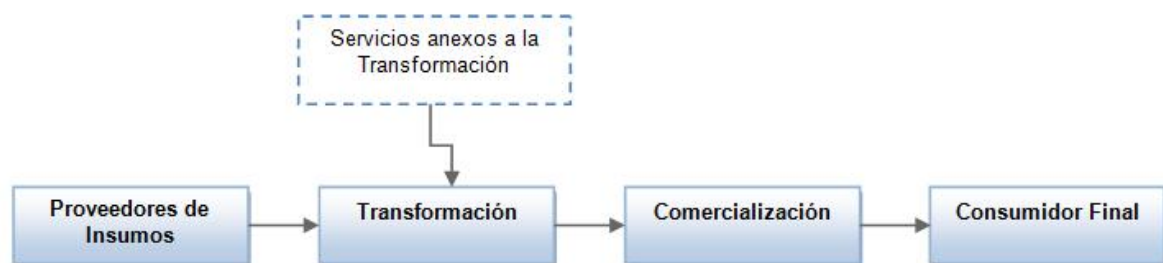 Servicios anexos a la
Transformación
Proveedores de
Insumos
Transformación
Comercialización
Consumidor Final